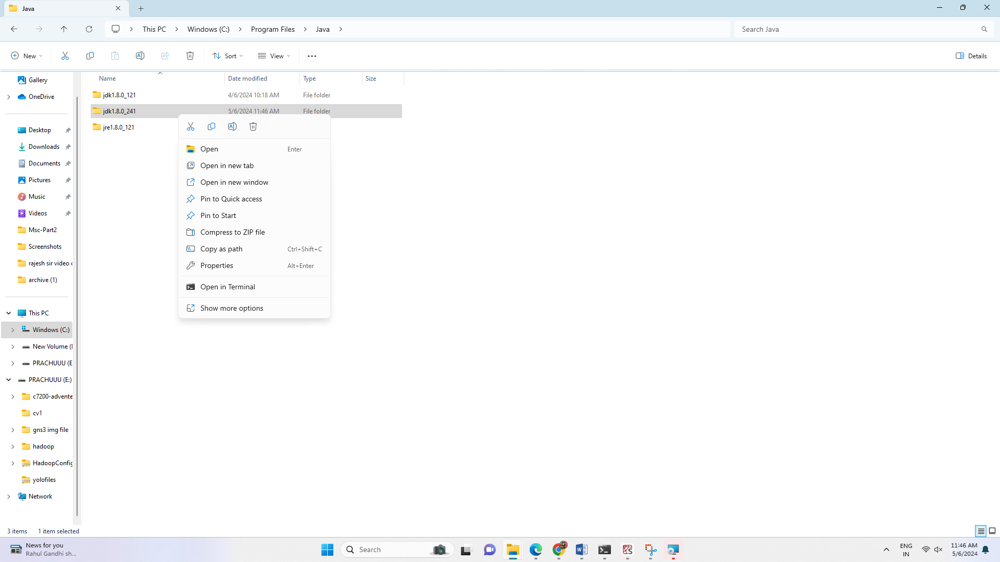 Java
This PC
Windows (C:)
Program Files
Java
Search Java
New
Sort
View
Details
Name
Date modified
Type
Size
jdk1.8.0_121
4/6/2024 10:18 AM
File folder
jdk1.8.0_241
5/6/2024 11:46 AM
File folder
jre1.8.0_121
Open
Enter
Open in new tab
Open in new window
Pin to Quick access
Pin to Start
Compress to ZIP file
Copy as path
Ctrl+Shift+C
Properties
Alt+Enter
Open in Terminal
Show more options
Gallery
OneDrive
Desktop
Downloads
Documents
Pictures
Music
Videos
Msc-Part2
Screenshots
rajesh sir video
archive (1)
This PC
Windows (C:)
New Volume
PRACHUUU (E
PRACHUUU (E:)
c7200-advente
cv1
gns3 img file
hadoop
HadoopConfig
yolofiles
Network
3 items
1 item selected
News for you
Rahul Gandhi sh...
Search
ENG
IN
11:46 AM
5/6/2024